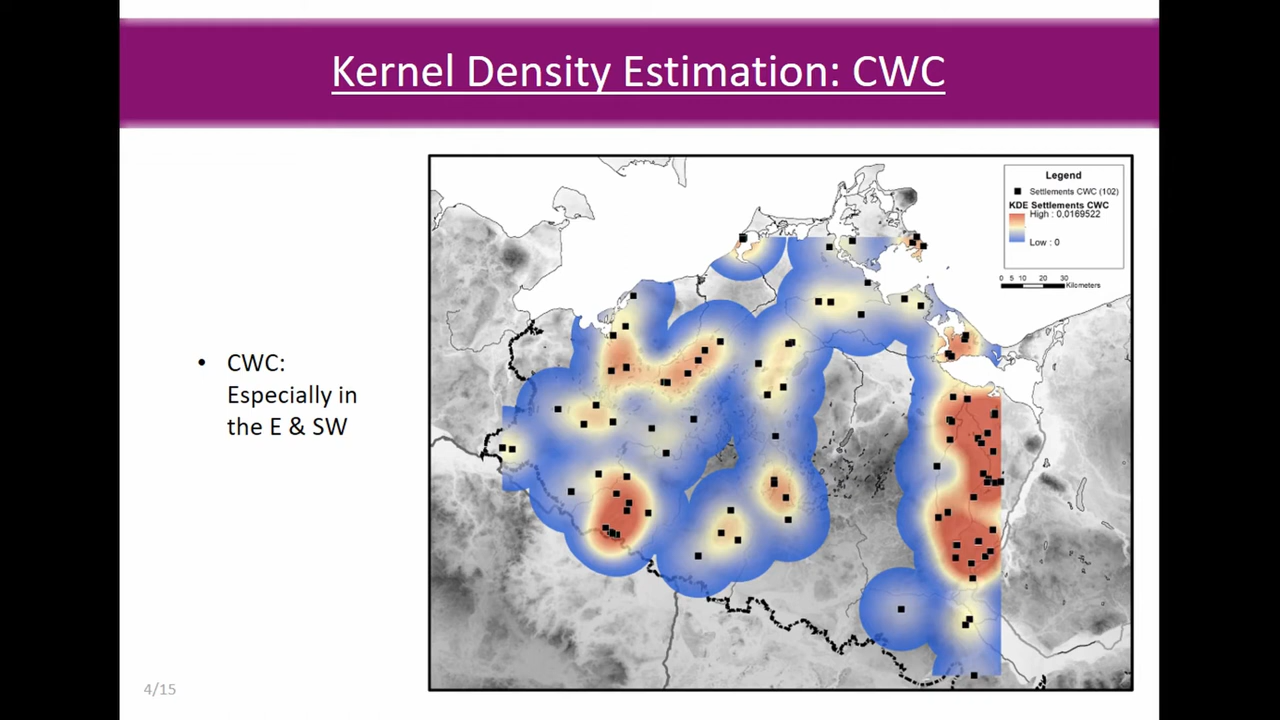 Kernel Density Estimation: CWC
• CWC:
Especially in
the E & SW
Legend
Settlements CWC (102)
KDE Settlements CWC
High : 0,0169522
Low : 0
0 5 10 20 30
Kilometers
4/15